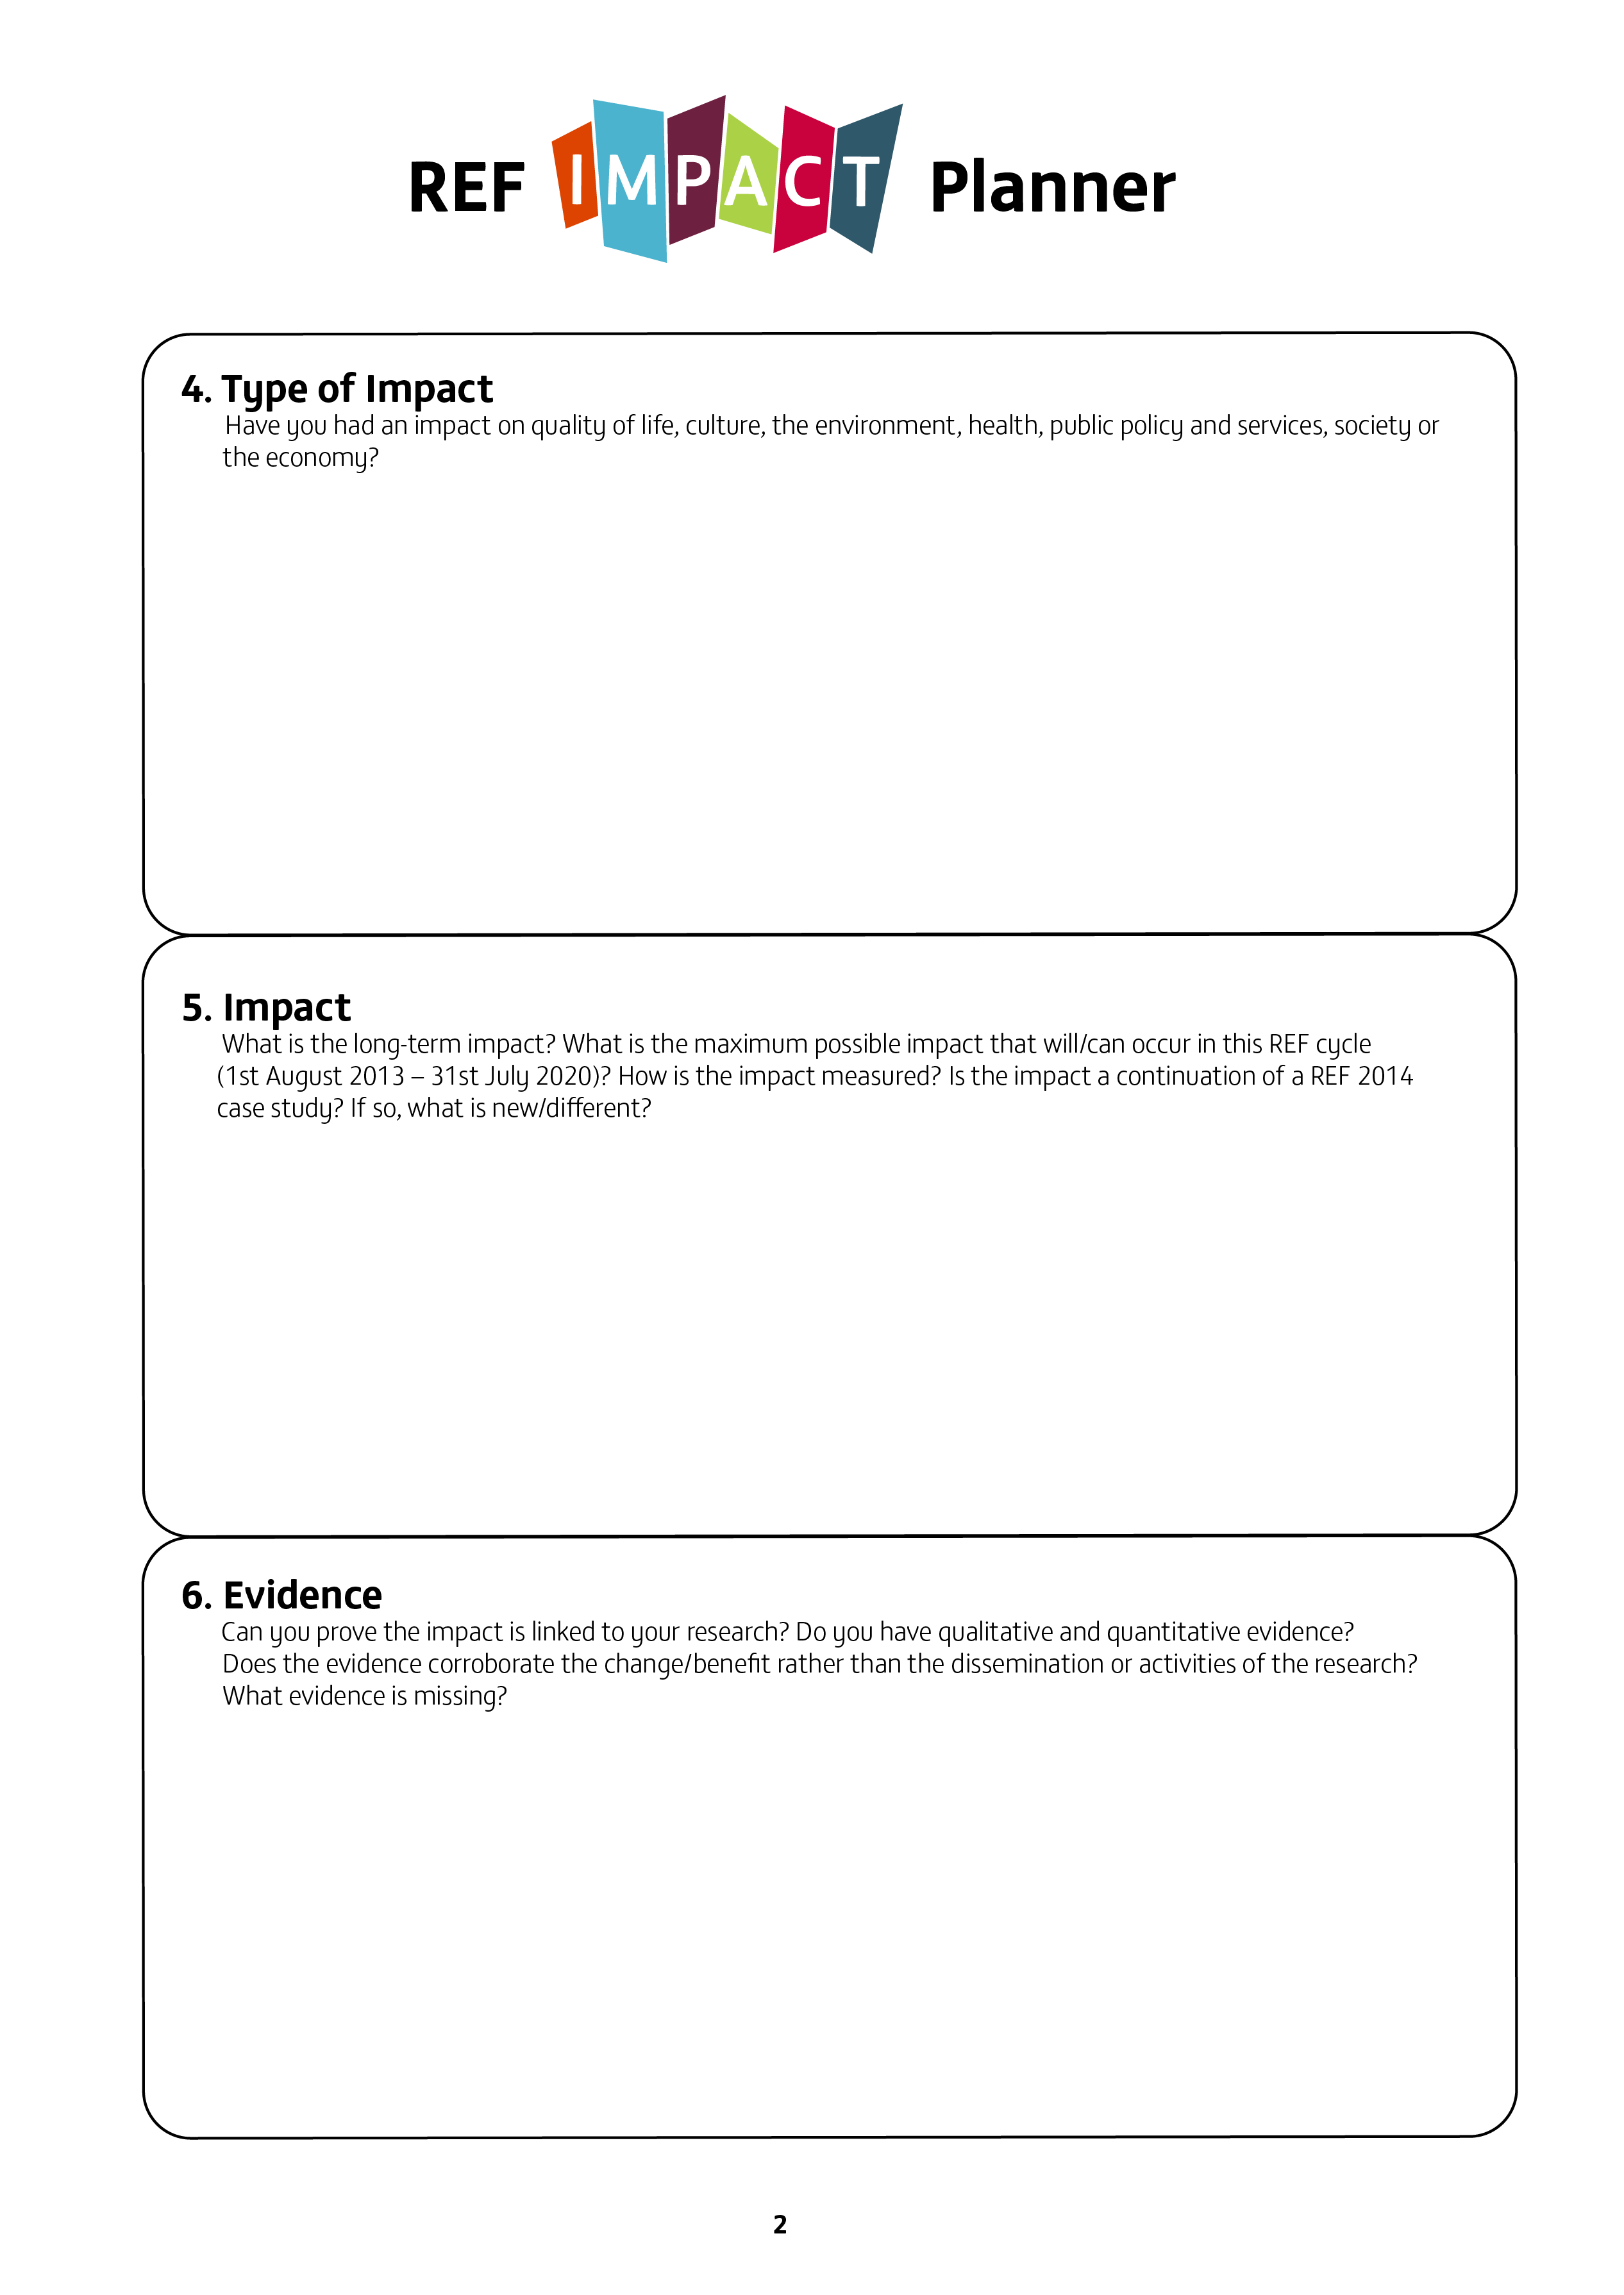 REF IMPACT Planner
4. Type of Impact
Have you had an impact on quality of life, culture, the environment, health, public policy and services, society or
the economy?
5. Impact
What is the long-term impact? What is the maximum possible impact that will/can occur in this REF cycle
(1st August 2013 – 31st July 2020)? How is the impact measured? Is the impact a continuation of a REF 2014
case study? If so, what is new/different?
6. Evidence
Can you prove the impact is linked to your research? Do you have qualitative and quantitative evidence?
Does the evidence corroborate the change/benefit rather than the dissemination or activities of the research?
What evidence is missing?
2